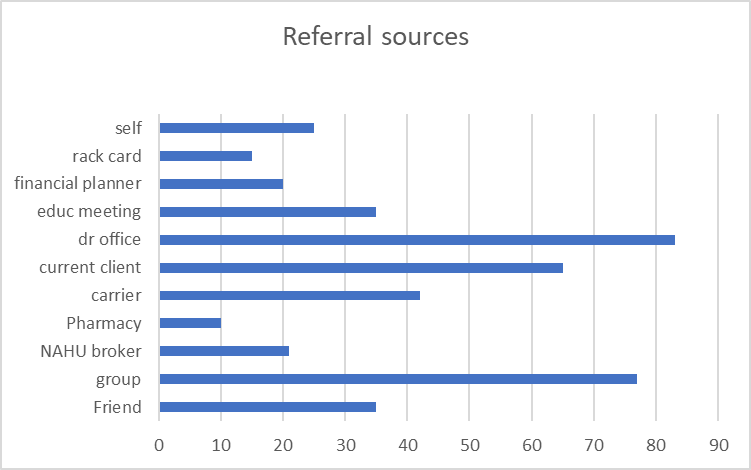 Referral sources
self
rack card
financial planner
educ meeting
dr office
current client
carrier
Pharmacy
NAHU broker
group
Friend
0 10 20 30 40 50 60 70 80 90